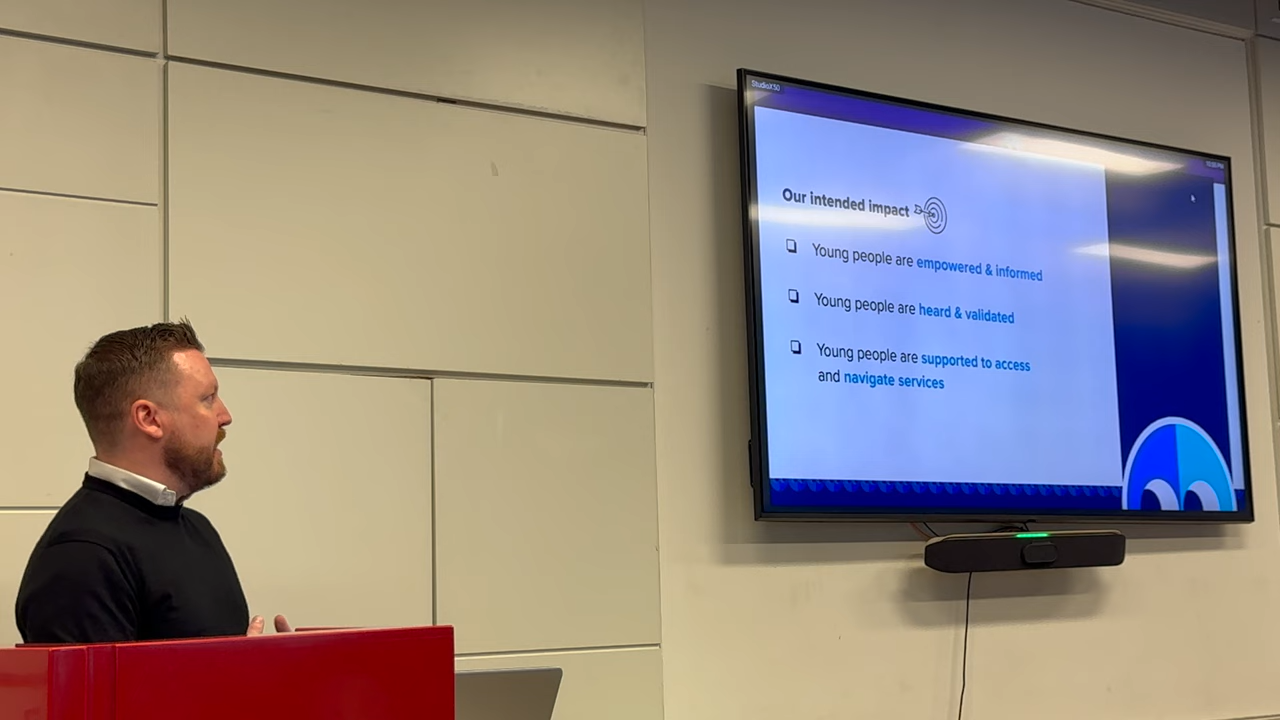 StudioX50
Our intended impact
Young people are empowered & informed
Young people are heard & validated
Young people are supported to access
and navigate services